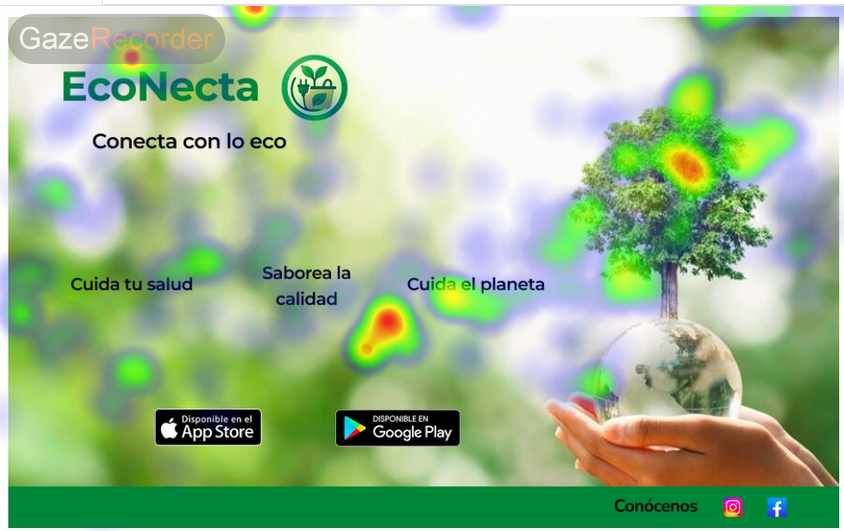 GazeRecorder
EcoNecta
Conecta con lo eco
Cuida tu salud
Saborea la
calidad
Cuida el planeta
Disponible en el
App Store
DISPONIBLE EN
Google Play
Conócenos